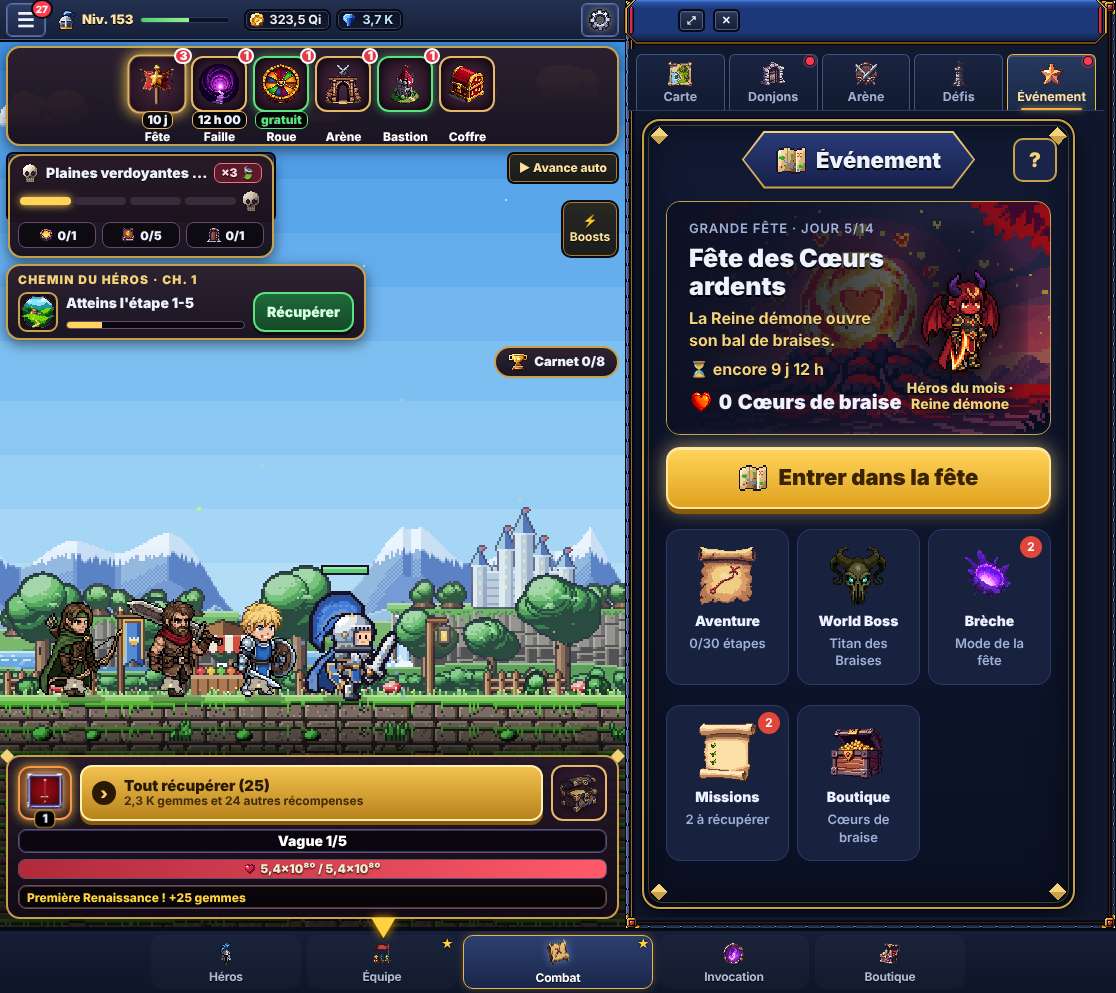 27
Niv. 153
323,5 Qi
3,7 K
3
1
1
1
1
10 j
12 h 00
gratuit
Fête
Faille
Roue
Arène
Bastion
Coffre
Plaines verdoyantes ...
×3
0/1
0/5
0/1
Avance auto
Boosts
CHEMIN DU HÉROS · CH. 1
Atteins l'étape 1-5
Récupérer
Carnet 0/8
Tout récupérer (25)
2,3 K gemmes et 24 autres récompenses
1
Vague 1/5
5,4×10⁸⁰ / 5,4×10⁸⁰
Première Renaissance ! +25 gemmes
Héros
Équipe
Combat
Invocation
Boutique
Carte
Donjons
Arène
Défis
Événement
Événement
?
GRANDE FÊTE · JOUR 5/14
Fête des Cœurs
ardents
La Reine démone ouvre
son bal de braises.
encore 9 j 12 h
0 Cœurs de braise
Héros du mois ·
Reine démone
Entrer dans la fête
Aventure
0/30 étapes
World Boss
Titan des
Braises
2
Brèche
Mode de la
fête
2
Missions
2 à récupérer
Boutique
Cœurs de
braise